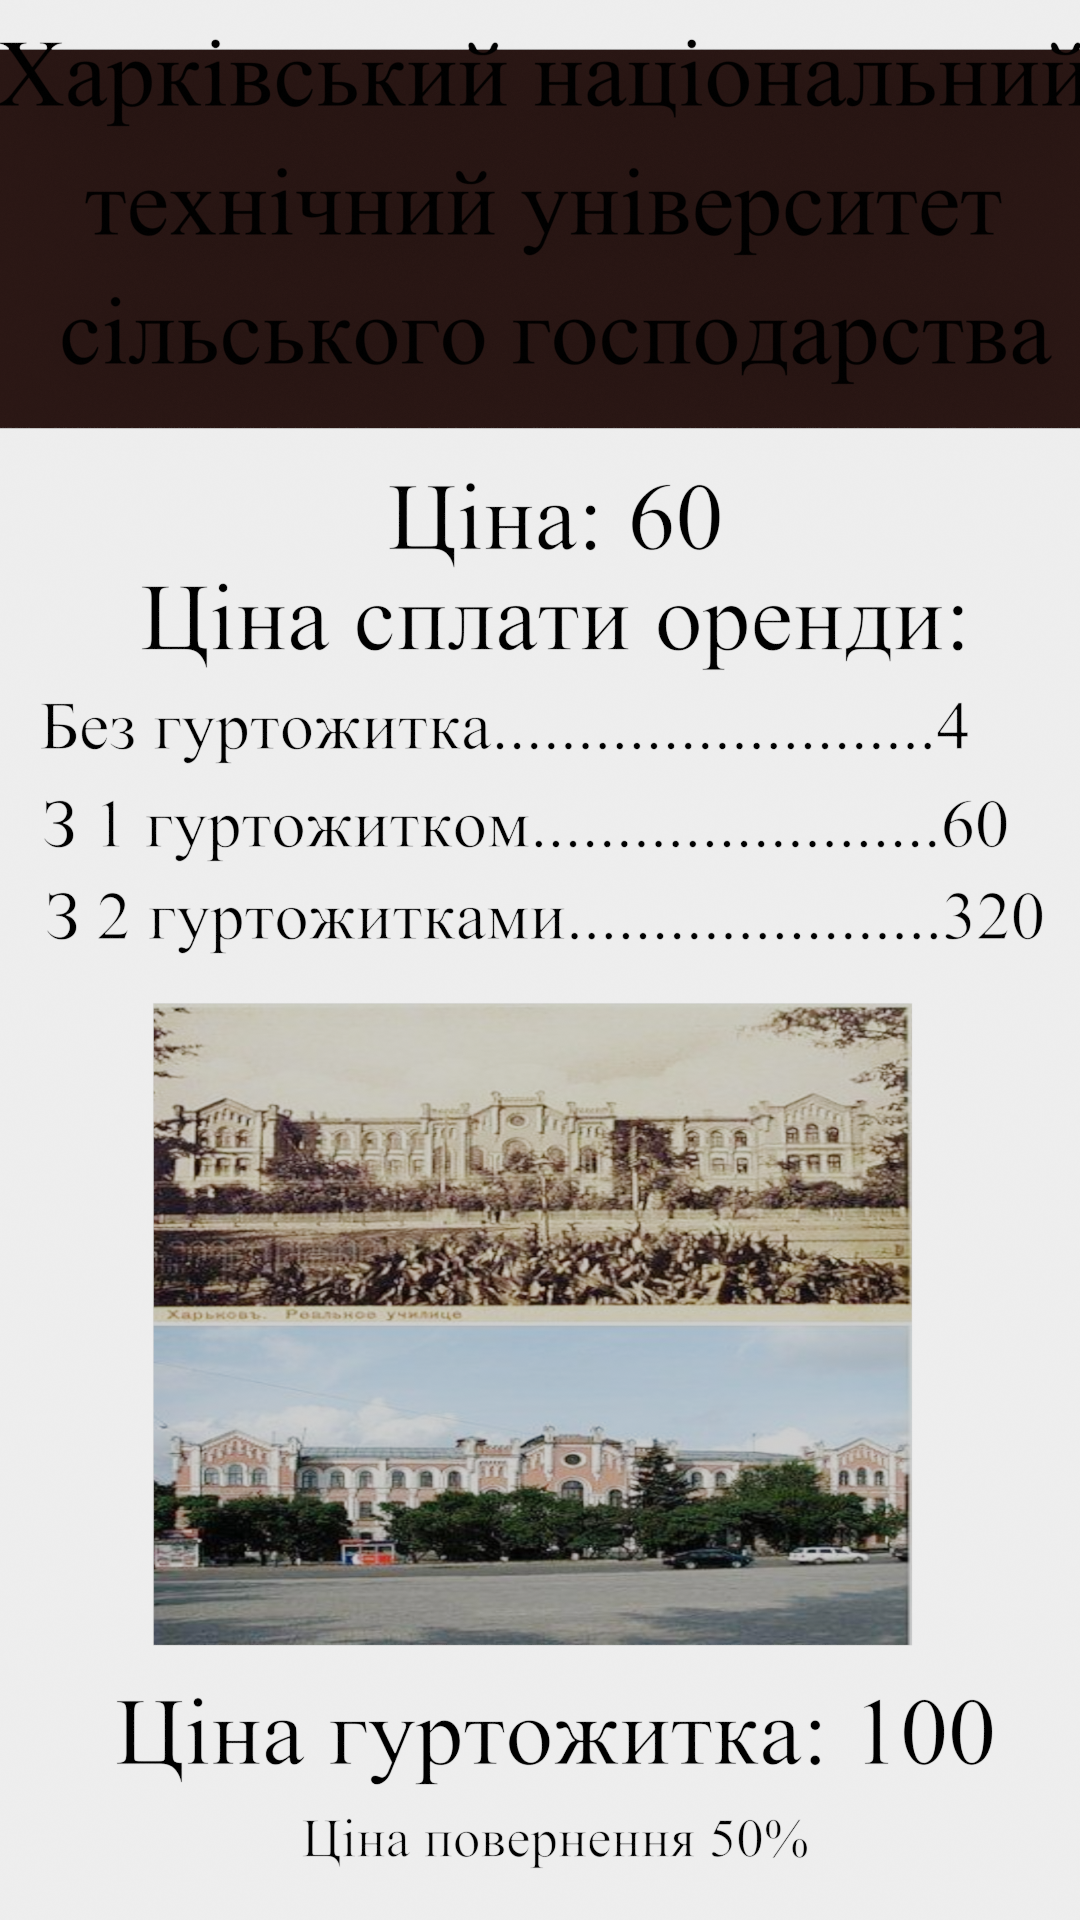 Харківський національний
технічний університет
сільського господарства
Ціна: 60
Ціна сплати оренди:
Без гуртожитка..........................4
З 1 гуртожитком........................60
З 2 гуртожитками......................320
Харьковъ. Реальное училище
Ціна гуртожитка: 100
Ціна повернення 50%